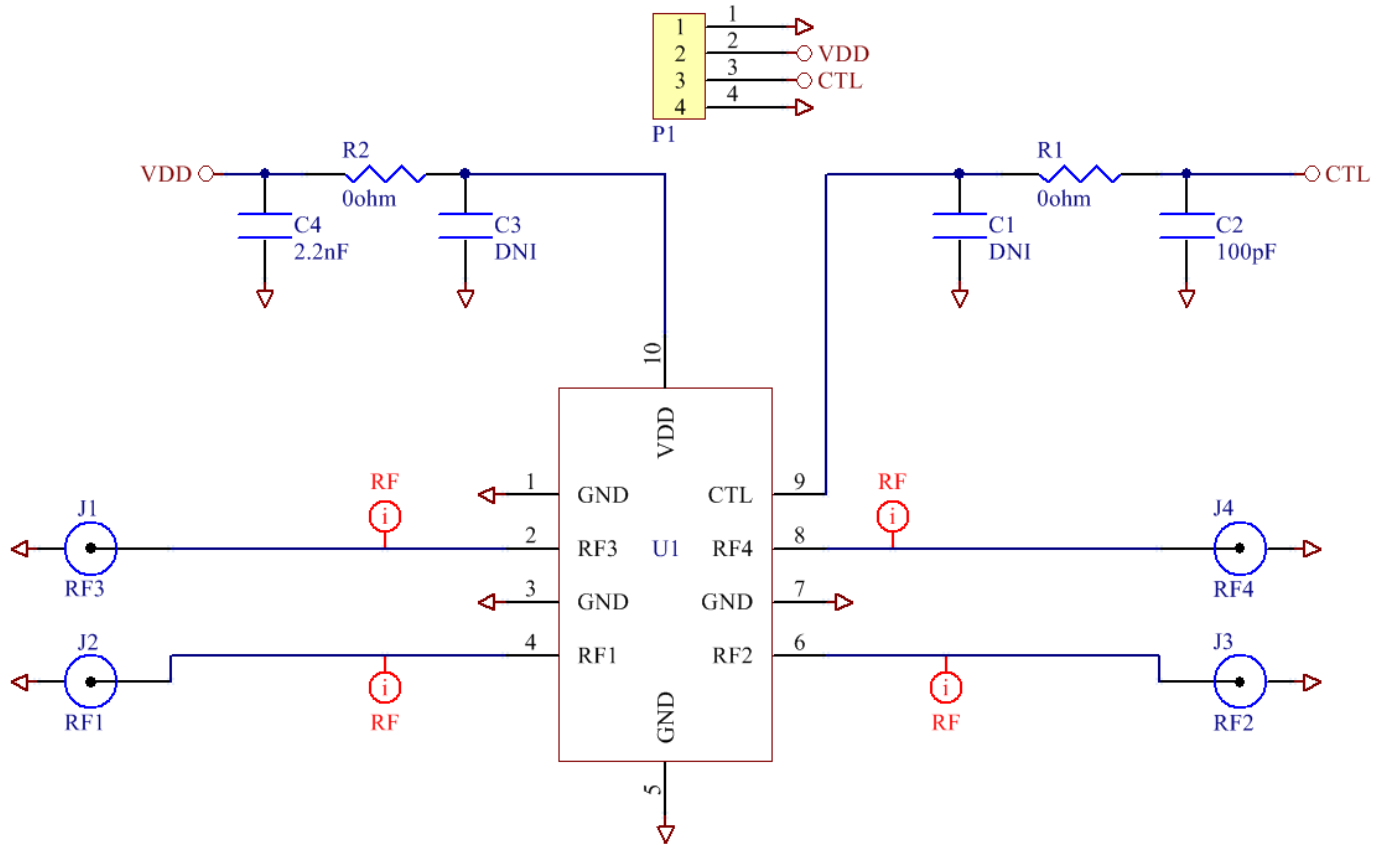 1 1
2 2 VDD
3 3 CTL
4 4
P1
VDD R2 R1 CTL
0ohm 0ohm
C4 C3 C1 C2
2.2nF DNI DNI 100pF
10
VDD
1 GND CTL 9
RF RF
J1 i i J4
2 RF3 U1 RF4 8
RF3 RF4
3 GND GND 7
J2 4 RF1 RF2 6 J3
i i
RF1 RF RF RF2
GND
5